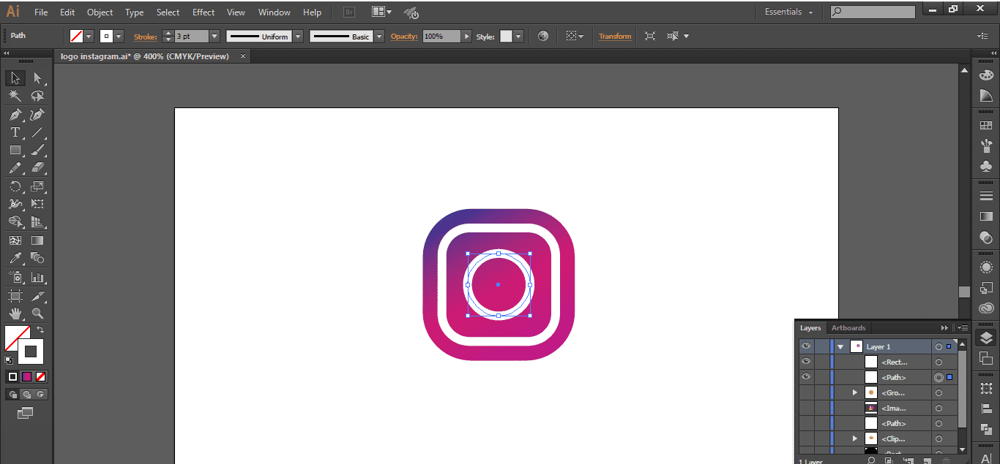 Ai File Edit Object Type Select Effect View Window Help Br Essentials
Path Stroke: 3 pt Uniform Basic Opacity: 100% Style: Transform
logo instagram.ai* @ 400% (CMYK/Preview) ×
T
Layers Artboards
Layer 1
<Rect...
<Path>
<Gro...
<Ima...
<Path>
<Clip...
1 Layer
A